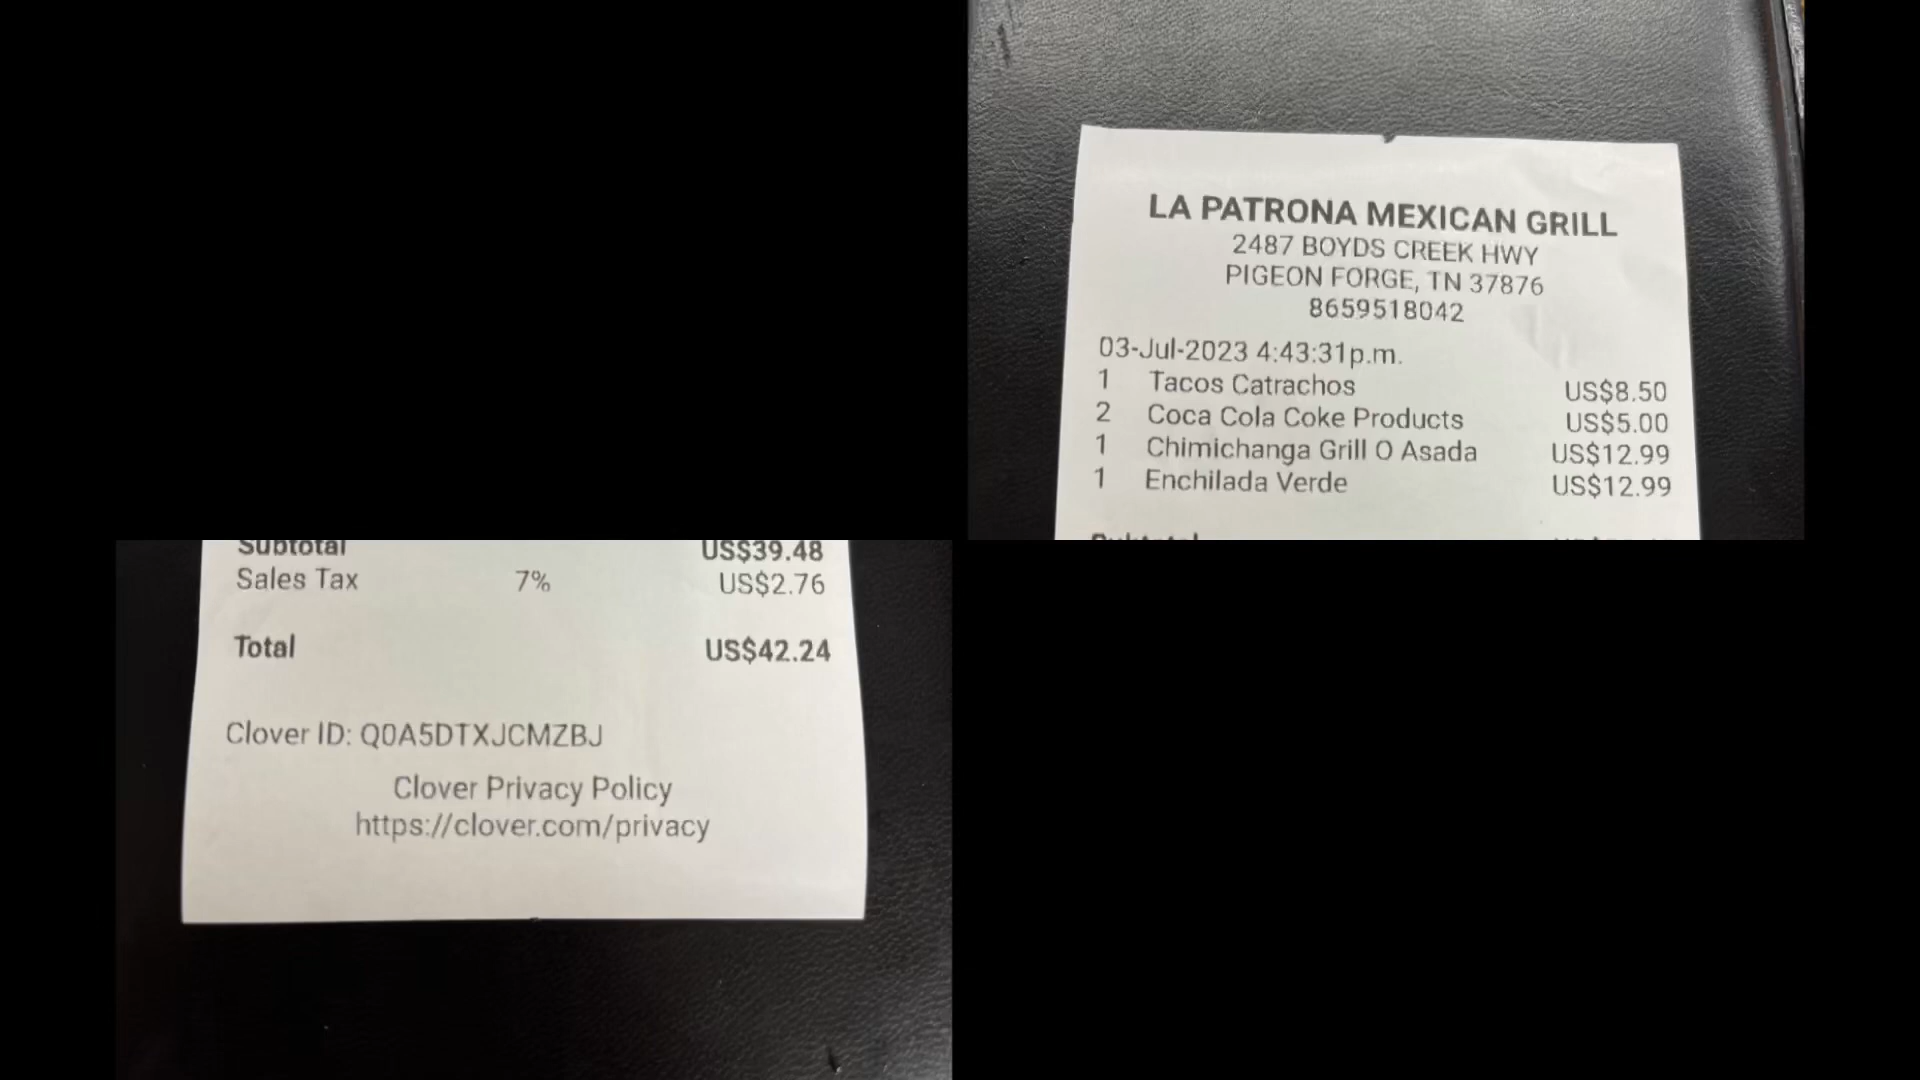 LA PATRONA MEXICAN GRILL
2487 BOYDS CREEK HWY
PIGEON FORGE, TN 37876
8659518042
03-Jul-2023 4:43:31p.m.
1 Tacos Catrachos US$8.50
2 Coca Cola Coke Products US$5.00
1 Chimichanga Grill O Asada US$12.99
1 Enchilada Verde US$12.99
Subtotal US$39.48
Sales Tax 7% US$2.76
Total US$42.24
Clover ID: Q0A5DTXJCMZBJ
Clover Privacy Policy
https://clover.com/privacy